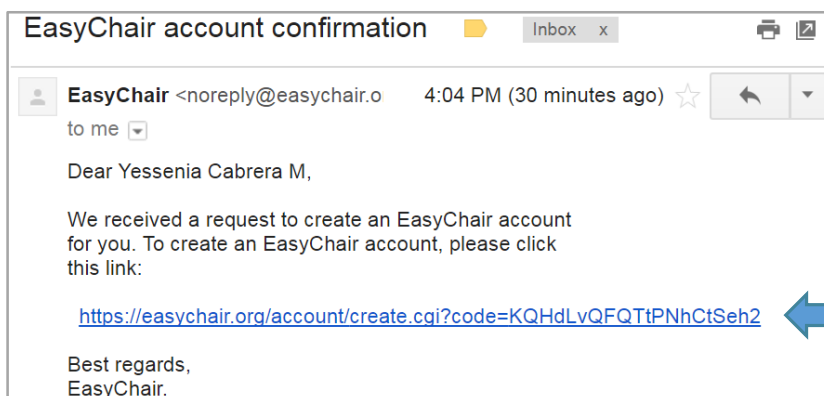 EasyChair account confirmation Inbox x
EasyChair <noreply@easychair.o 4:04 PM (30 minutes ago)
to me
Dear Yessenia Cabrera M,
We received a request to create an EasyChair account
for you. To create an EasyChair account, please click
this link:
https://easychair.org/account/create.cgi?code=KQHdLvQFQTtPNhCtSeh2
Best regards,
EasyChair.